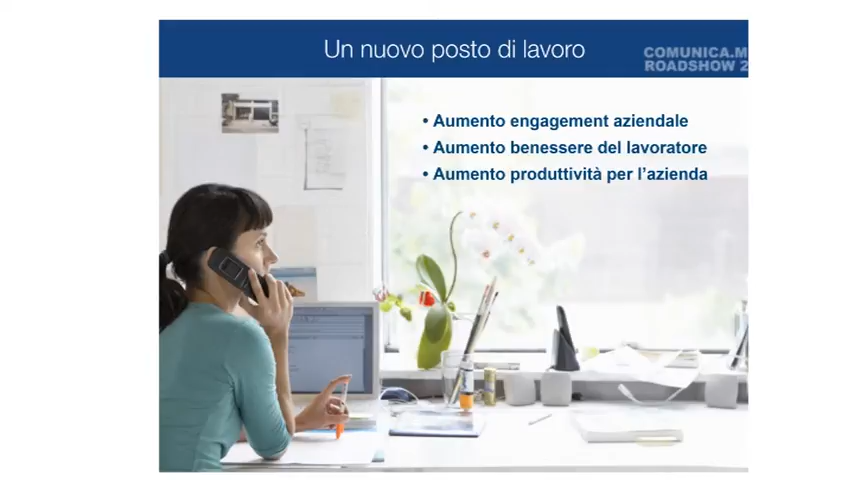 Un nuovo posto di lavoro
COMUNICA.M
ROADSHOW 2
• Aumento engagement aziendale
• Aumento benessere del lavoratore
• Aumento produttività per l'azienda